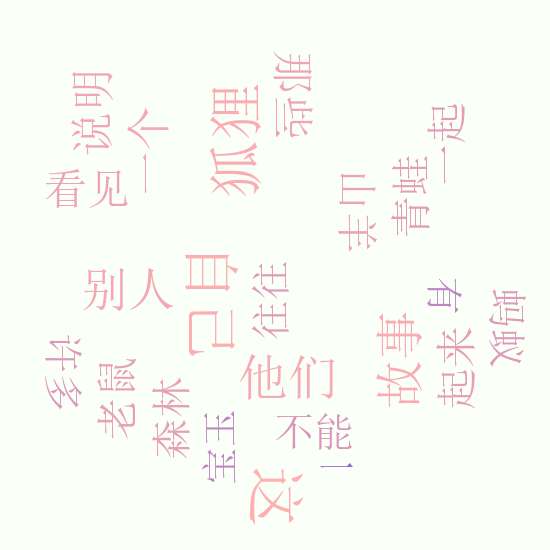 那些
说明
一个
狐狸
一起
看见
青蛙
山羊
别人
自己
往往
有
蚂蚁
故事
起来
许多
老鼠
他们
森林
宝玉
不能
一
这